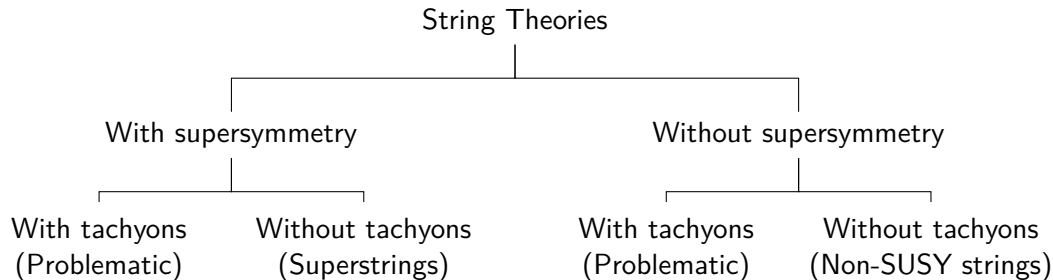 String Theories
With supersymmetry
Without supersymmetry
With tachyons
(Problematic)
Without tachyons
(Superstrings)
With tachyons
(Problematic)
Without tachyons
(Non-SUSY strings)